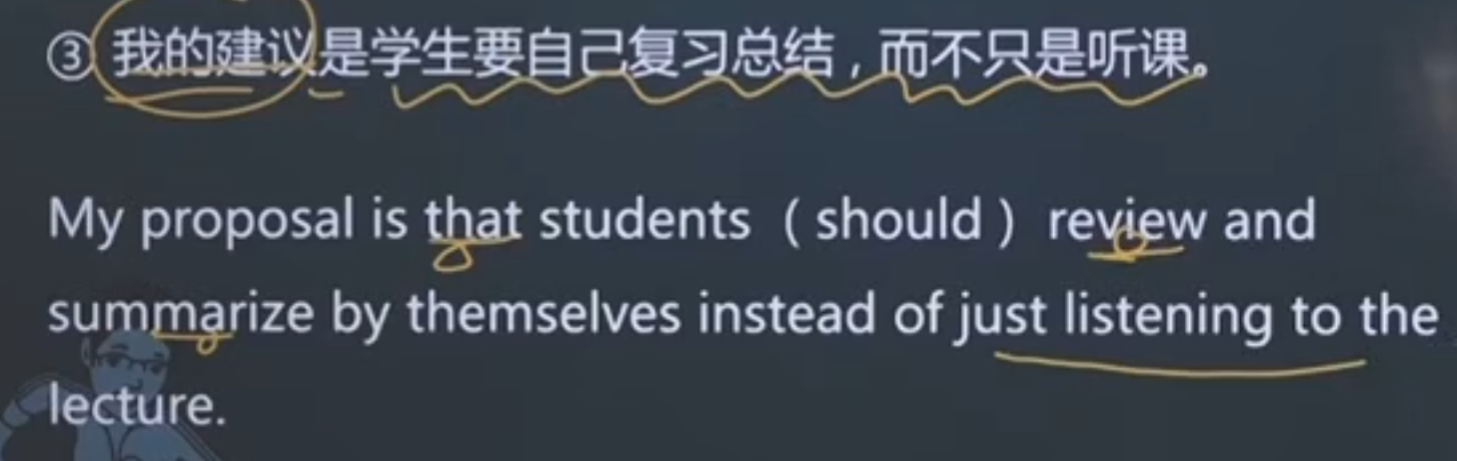 ③我的建议是学生要自己复习总结，而不只是听课。
My proposal is that students（should）review and
summarize by themselves instead of just listening to the
lecture.